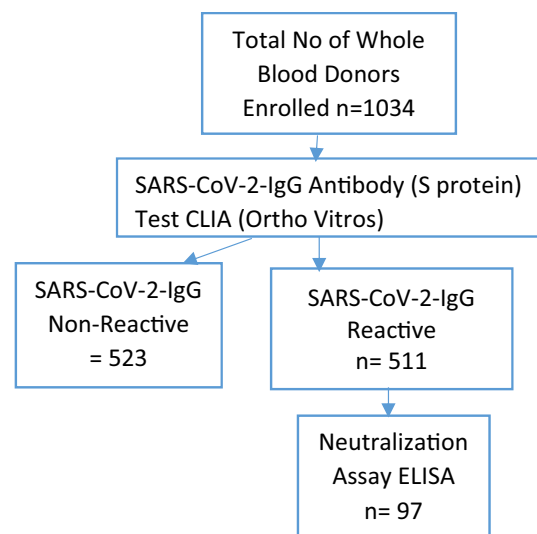 Total No of Whole
Blood Donors
Enrolled n=1034
SARS-CoV-2-IgG Antibody (S protein)
Test CLIA (Ortho Vitros)
SARS-CoV-2-IgG
Non-Reactive
= 523
SARS-CoV-2-IgG
Reactive
n= 511
Neutralization
Assay ELISA
n= 97